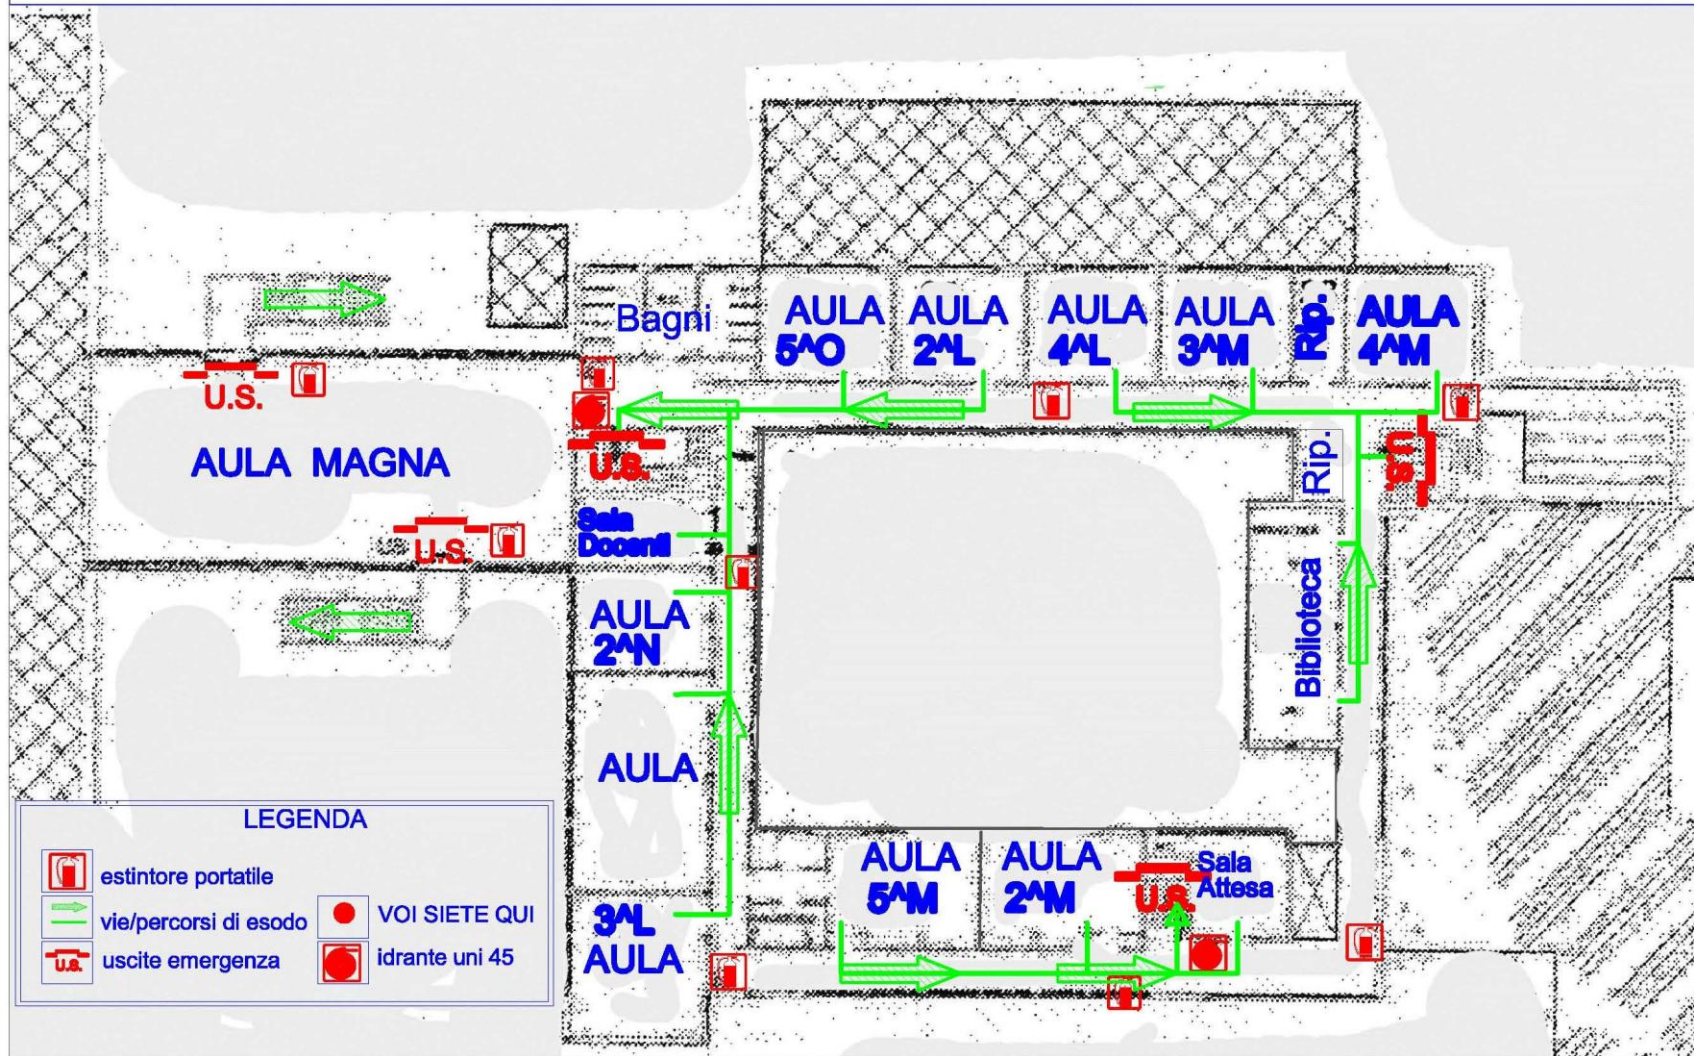 Bagni
AULA
5^O
AULA
2^L
AULA
4^L
AULA
3^M
Rip.
AULA
4^M
U.S.
AULA MAGNA
U.S.
U.S.
Rip.
U.S.
Sala
Docenti
U.S.
AULA
2^N
Biblioteca
AULA
LEGENDA
estintore portatile
vie/percorsi di esodo
VOI SIETE QUI
U.S.
uscite emergenza
idrante uni 45
3^L
AULA
AULA
5^M
AULA
2^M
U.S.
Sala
Attesa